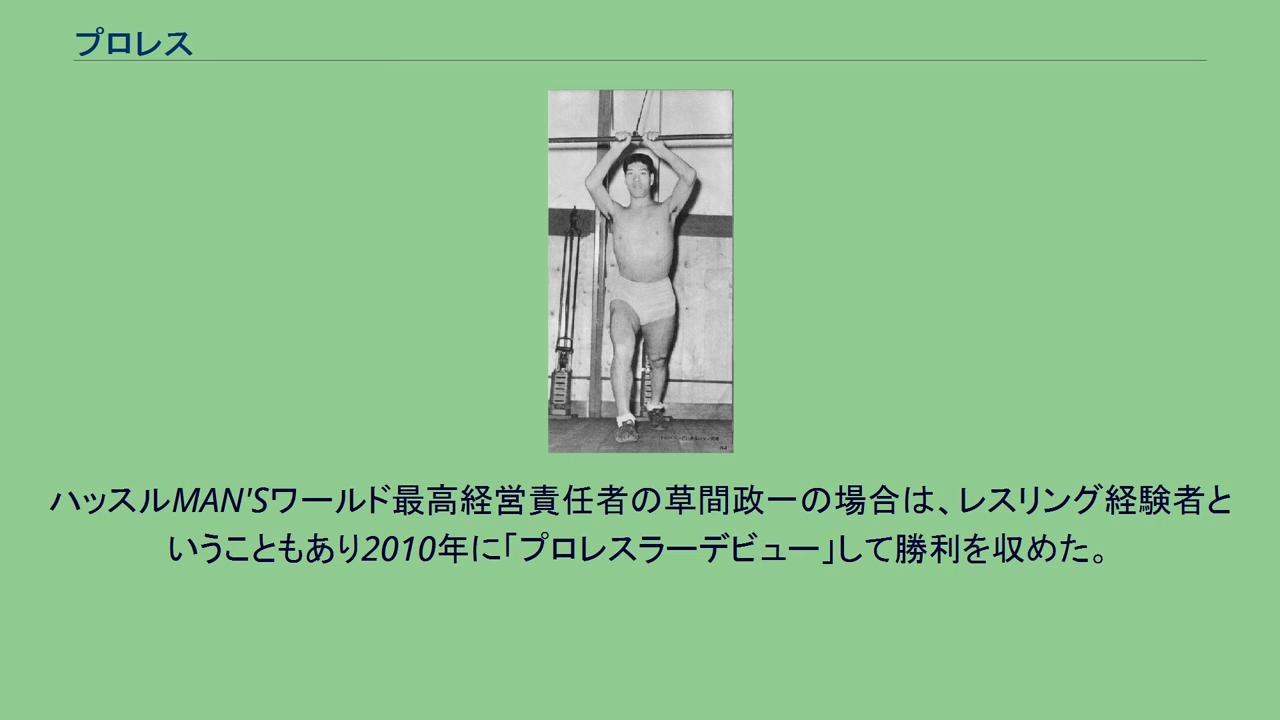 プロレス
ハッスルMAN'Sワールド最高経営責任者の草間政一の場合は、レスリング経験者と
いうこともあり2010年に「プロレスラーデビュー」して勝利を収めた。